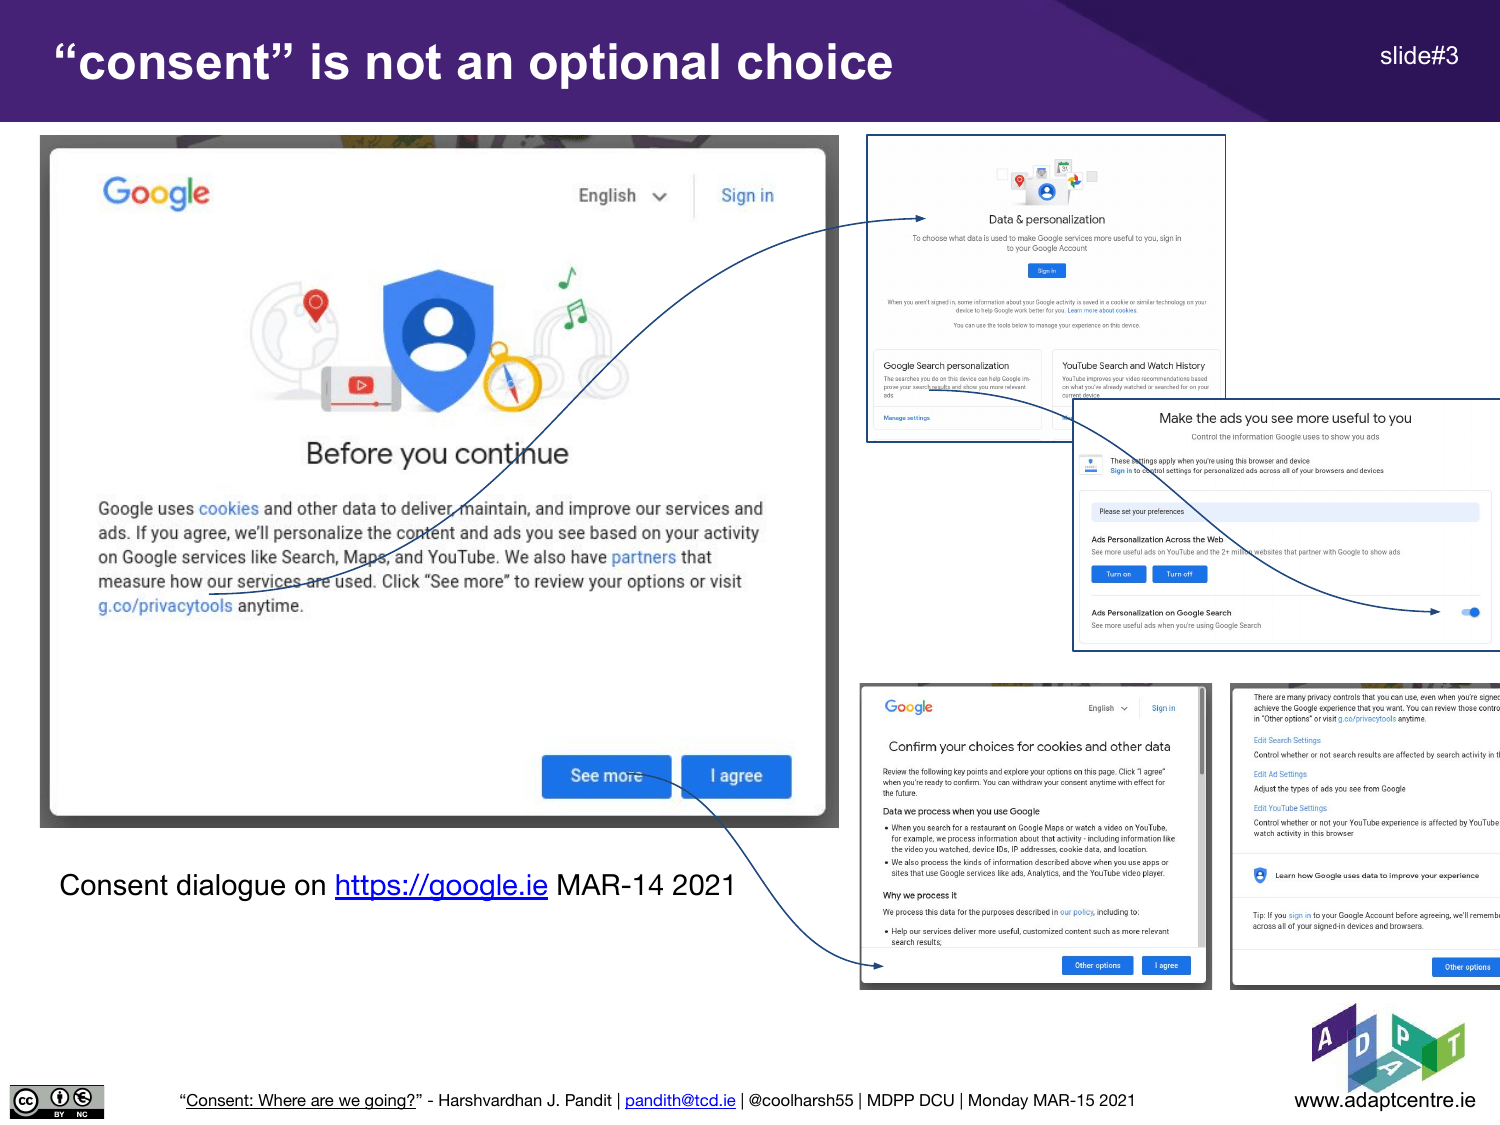 “consent” is not an optional choice
slide#3
Google
English
Sign in
Before you continue
Google uses cookies and other data to deliver, maintain, and improve our services and
ads. If you agree, we’ll personalize the content and ads you see based on your activity
on Google services like Search, Maps, and YouTube. We also have partners that
measure how our services are used. Click “See more” to review your options or visit
g.co/privacytools anytime.
See more
I agree
Consent dialogue on https://google.ie MAR-14 2021
Data & personalization
To choose what data is used to make Google services more useful to you, sign in
to your Google Account
Sign in
When you aren't signed in, some information about your Google activity is saved in a cookie or similar technology on your
device to help Google work better for you. Learn more about cookies.
You can use the tools below to manage your experience on this device.
Google Search personalization
The searches you do on this device can help Google im-
prove your search results and show you more relevant
ads.
Manage settings
YouTube Search and Watch History
YouTube improves your video recommendations based
on what you've already watched or searched for on your
current device
Make the ads you see more useful to you
Control the information Google uses to show you ads
These settings apply when you're using this browser and device
Sign in to control settings for personalized ads across all of your browsers and devices
Please set your preferences
Ads Personalization Across the Web
See more useful ads on YouTube and the 2+ million websites that partner with Google to show ads
Turn on
Turn off
Ads Personalization on Google Search
See more useful ads when you're using Google Search
Google
English
Sign in
Confirm your choices for cookies and other data
Review the following key points and explore your options on this page. Click "I agree"
when you're ready to confirm. You can withdraw your consent anytime with effect for
the future.
Data we process when you use Google
• When you search for a restaurant on Google Maps or watch a video on YouTube,
for example, we process information about that activity - including information like
the video you watched, device IDs, IP addresses, cookie data, and location.
• We also process the kinds of information described above when you use apps or
sites that use Google services like ads, Analytics, and the YouTube video player.
Why we process it
We process this data for the purposes described in our policy, including to:
• Help our services deliver more useful, customized content such as more relevant
search results;
Other options
I agree
There are many privacy controls that you can use, even when you're signed
achieve the Google experience that you want. You can review those contro
in "Other options" or visit g.co/privacytools anytime.
Edit Search Settings
Control whether or not search results are affected by search activity in th
Edit Ad Settings
Adjust the types of ads you see from Google
Edit YouTube Settings
Control whether or not your YouTube experience is affected by YouTube
watch activity in this browser
Learn how Google uses data to improve your experience
Tip: If you sign in to your Google Account before agreeing, we'll rememb
across all of your signed-in devices and browsers.
Other options
ADAPT
www.adaptcentre.ie
cc BY NC
“Consent: Where are we going?” - Harshvardhan J. Pandit | pandith@tcd.ie | @coolharsh55 | MDPP DCU | Monday MAR-15 2021